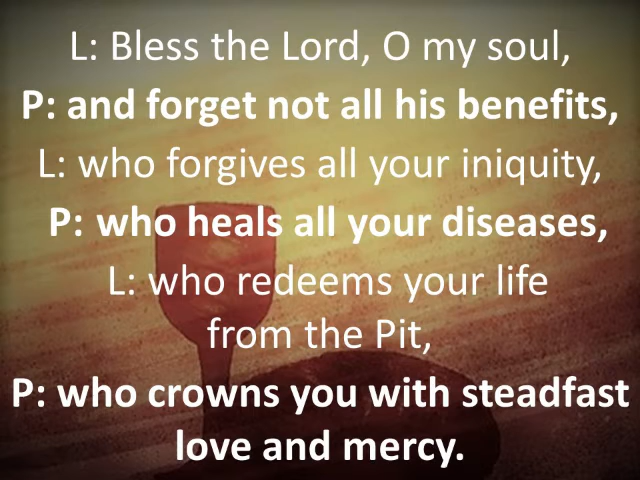 L: Bless the Lord, O my soul,
P: and forget not all his benefits,
L: who forgives all your iniquity,
P: who heals all your diseases,
L: who redeems your life
from the Pit,
P: who crowns you with steadfast
love and mercy.